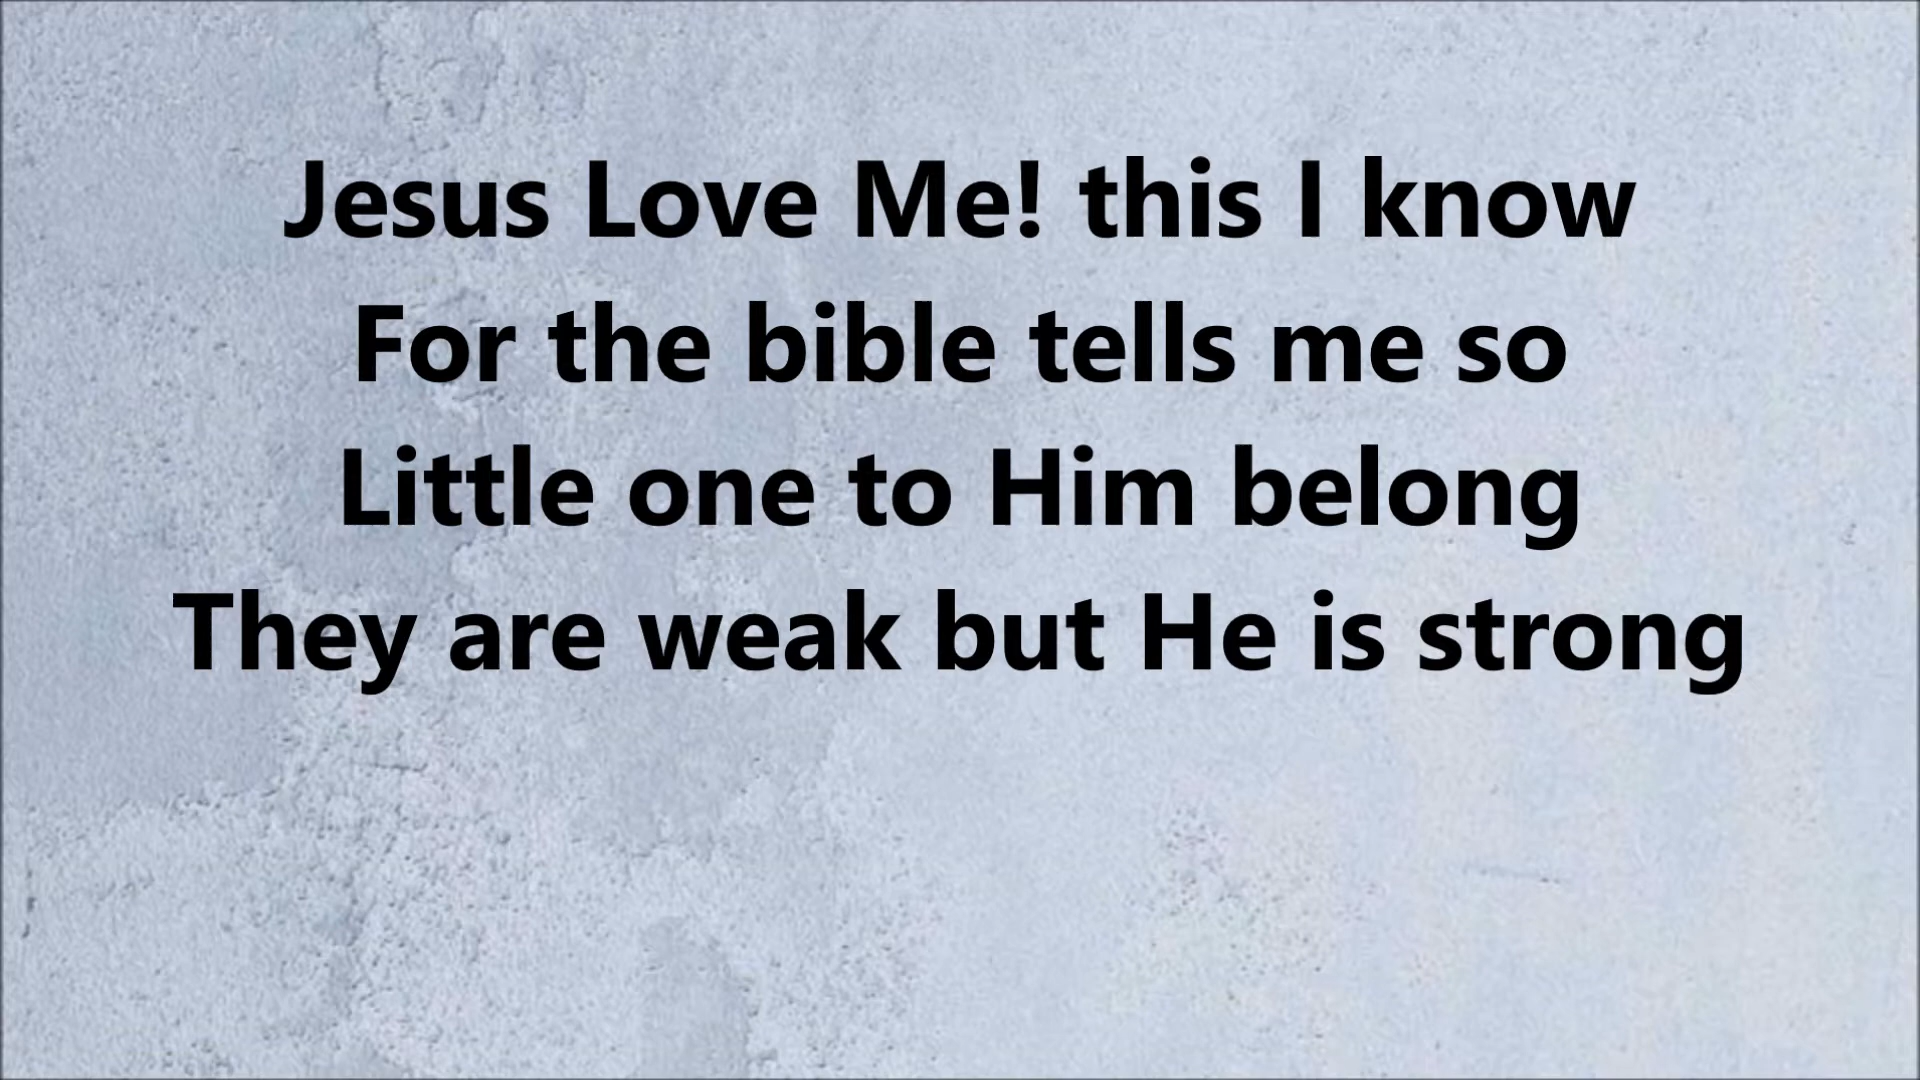 Jesus Love Me! this I know
For the bible tells me so
Little one to Him belong
They are weak but He is strong